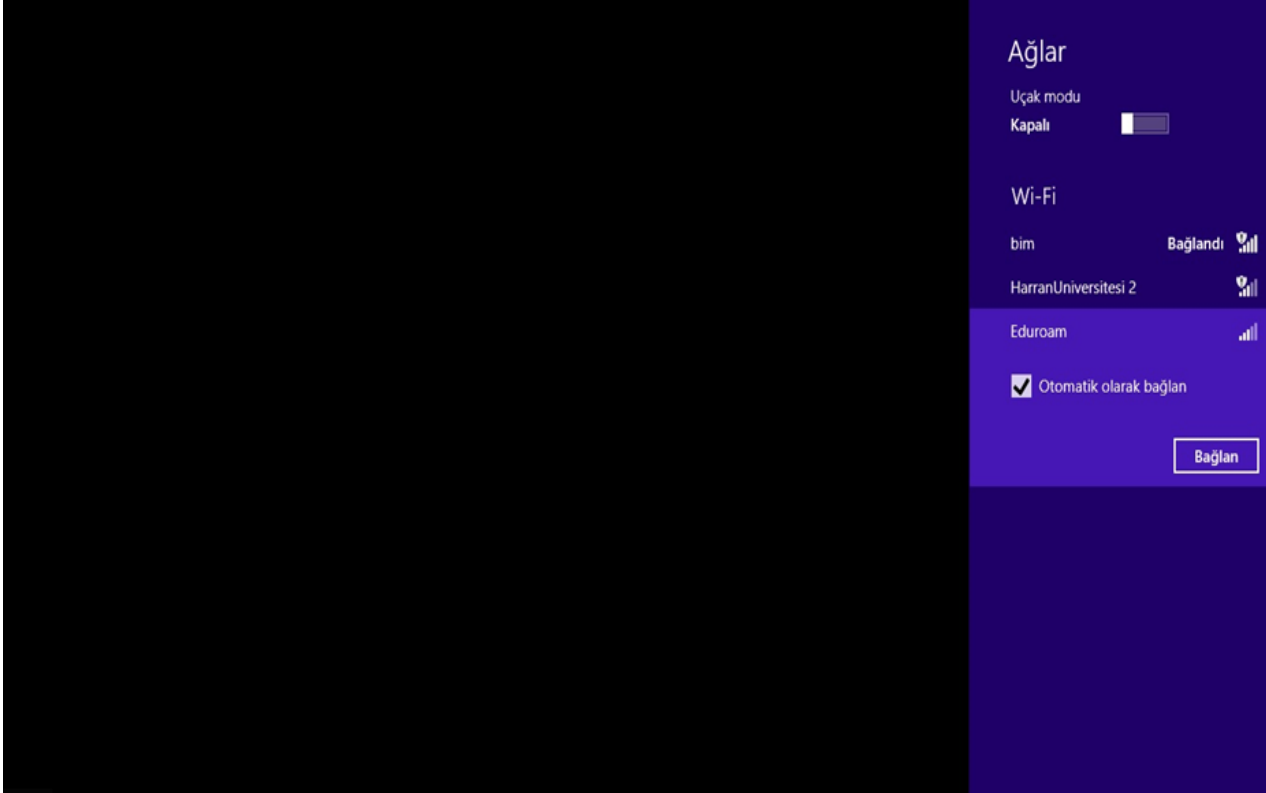 Ağlar
Uçak modu
Kapalı
Wi-Fi
bim Bağlandı
HarranUniversitesi 2
Eduroam
Otomatik olarak bağlan
Bağlan